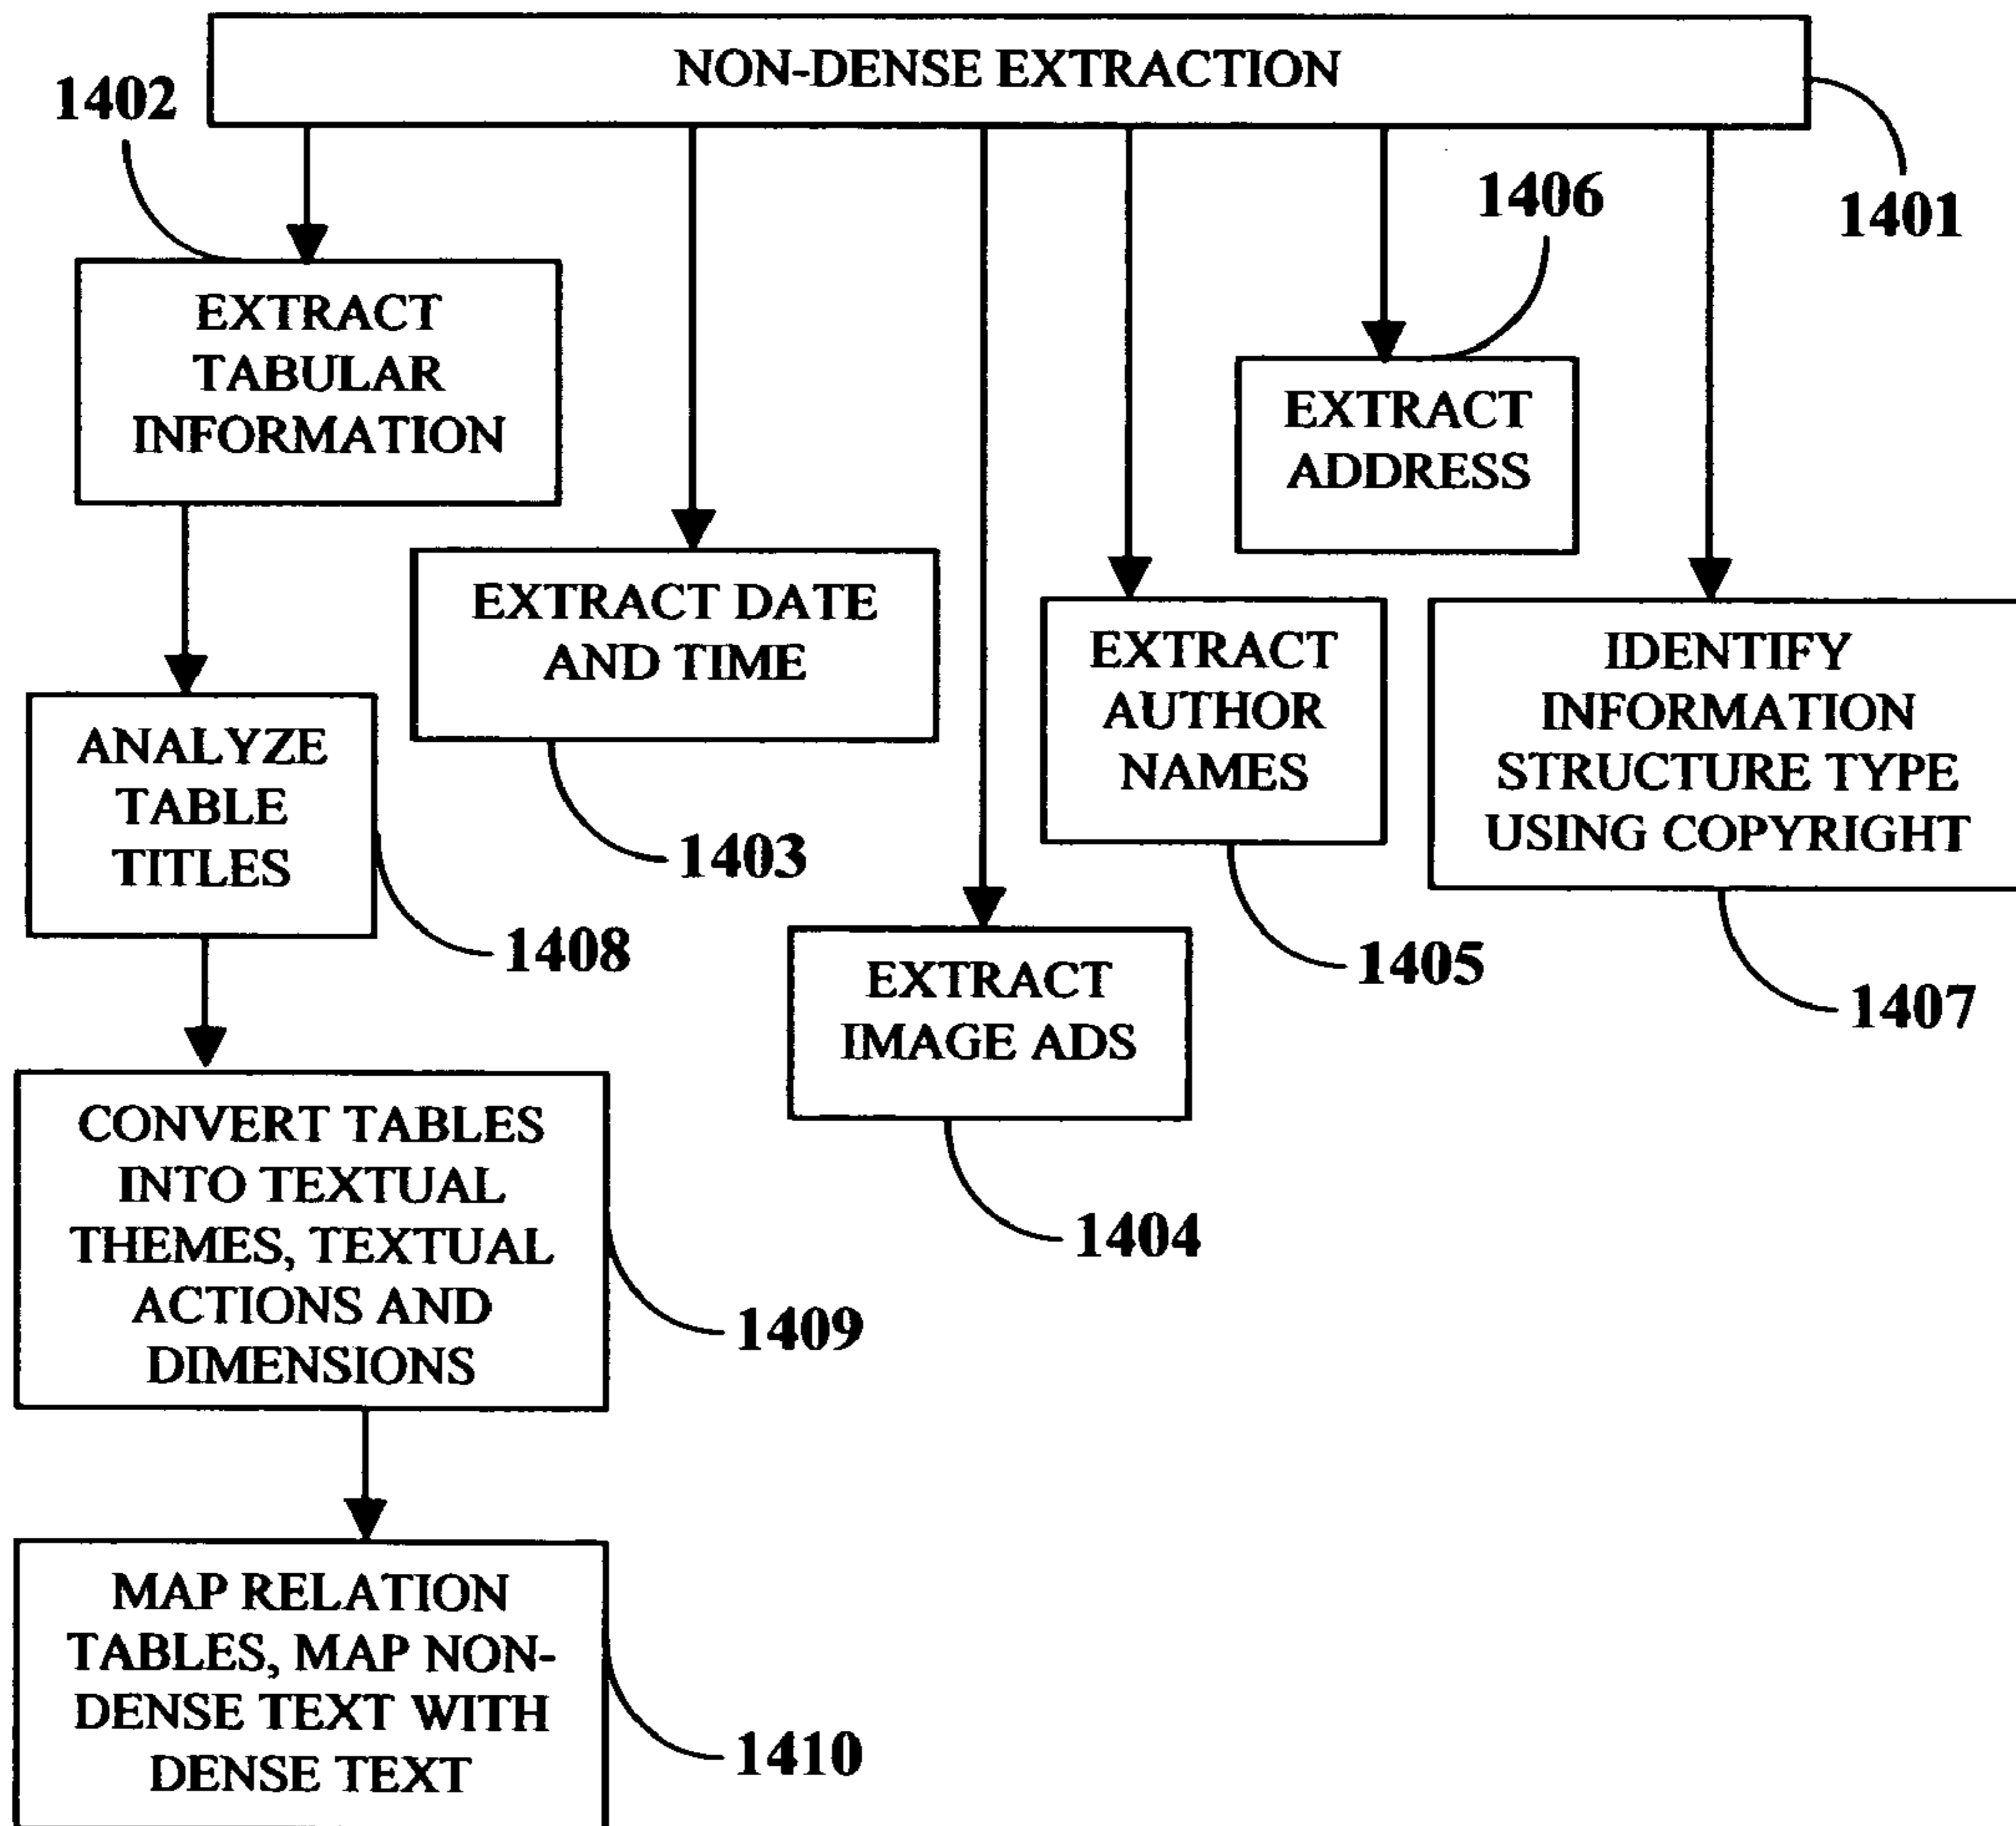 NON-DENSE EXTRACTION
1402
1406
1401
EXTRACT
TABULAR
INFORMATION
EXTRACT
ADDRESS
EXTRACT DATE
AND TIME
1403
EXTRACT
AUTHOR
NAMES
1405
IDENTIFY
INFORMATION
STRUCTURE TYPE
USING COPYRIGHT
1407
ANALYZE
TABLE
TITLES
1408
EXTRACT
IMAGE ADS
1404
CONVERT TABLES
INTO TEXTUAL
THEMES, TEXTUAL
ACTIONS AND
DIMENSIONS
1409
MAP RELATION
TABLES, MAP NON-
DENSE TEXT WITH
DENSE TEXT
1410